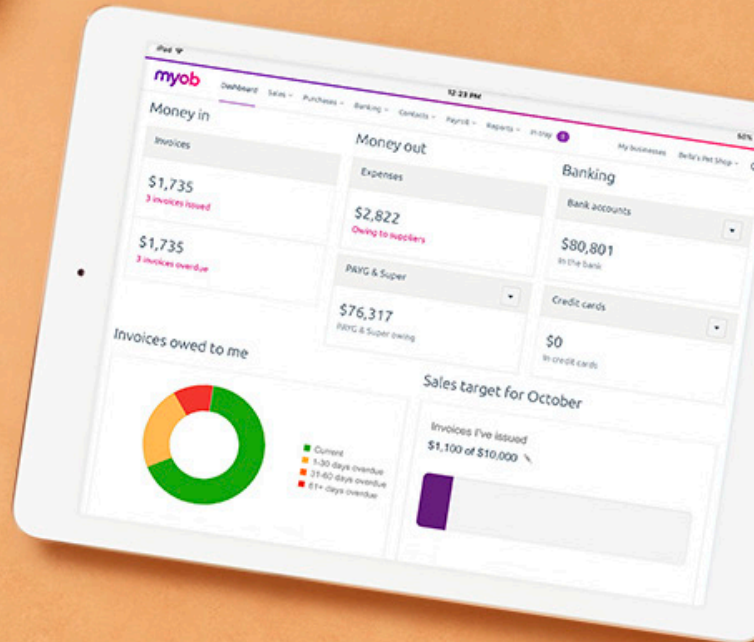 iPad
12:23 PM
50%
myob
Dashboard
Sales
Purchases
Banking
Contacts
Payroll
Reports
In tray
My businesses
Bella's Pet Shop
Money in
Invoices
$1,735
3 invoices issued
$1,735
3 invoices overdue
Money out
Expenses
$2,822
Owing to suppliers
PAYG & Super
$76,317
PAYG & Super owing
Banking
Bank accounts
$80,801
In the bank
Credit cards
$0
In credit cards
Invoices owed to me
Current
1-30 days overdue
31-60 days overdue
61+ days overdue
Sales target for October
Invoices I've issued
$1,100 of $10,000